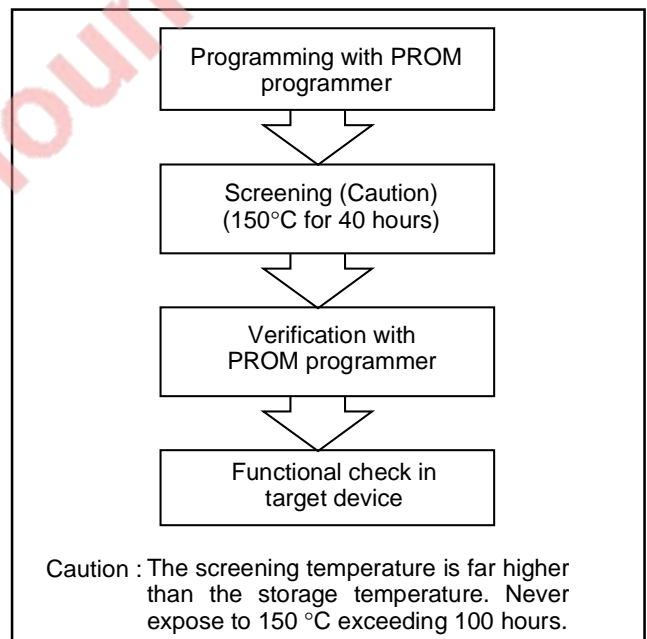 Programming with PROM
programmer
Screening (Caution)
(150°C for 40 hours)
Verification with
PROM programmer
Functional check in
target device
Caution : The screening temperature is far higher
than the storage temperature. Never
expose to 150 °C exceeding 100 hours.